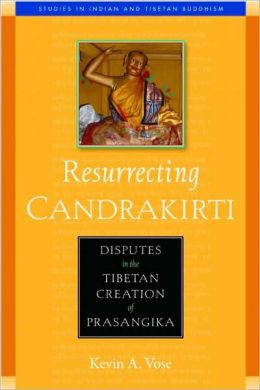 STUDIES IN INDIAN AND TIBETAN BUDDHISM
Resurrecting
CANDRAKIRTI
DISPUTES
in the
TIBETAN
CREATION
of
PRASANGIKA
Kevin A. Vose